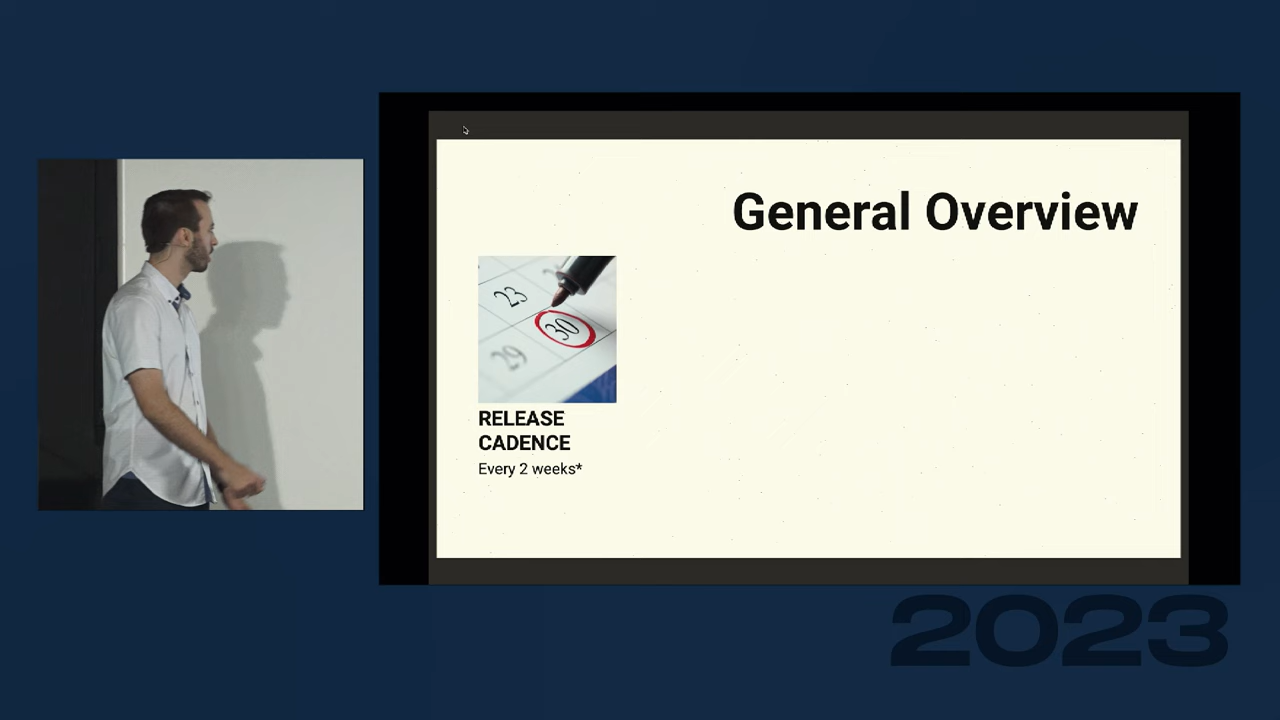 General Overview
23
30
29
RELEASE
CADENCE
Every 2 weeks*
2023